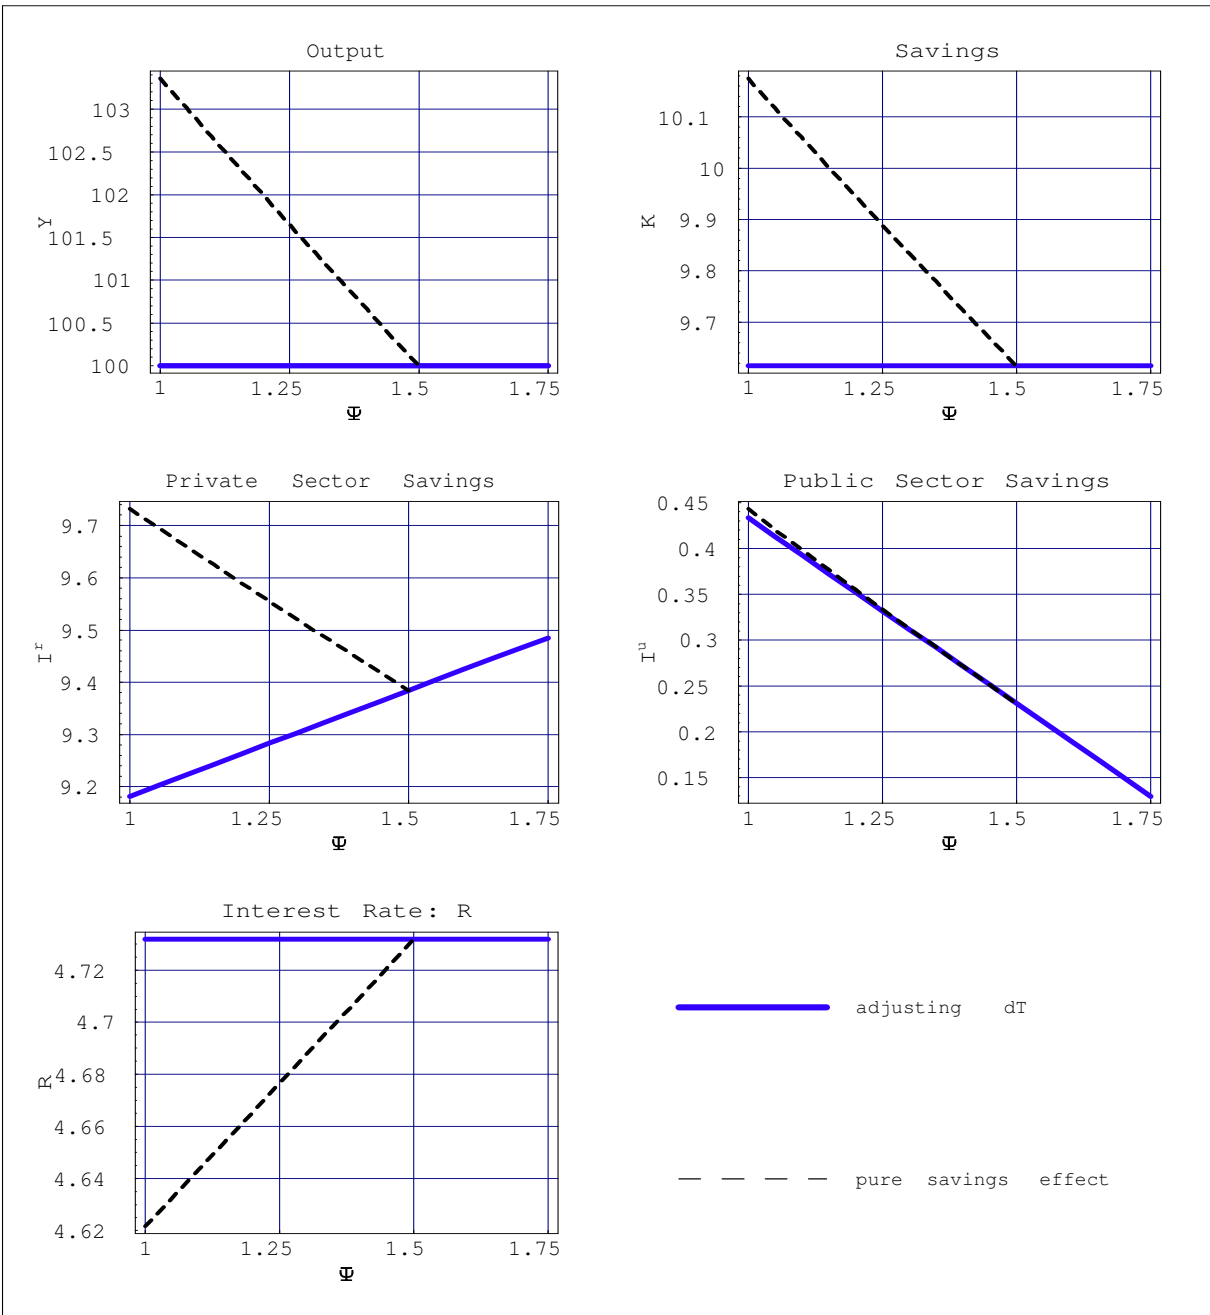 Output
Y
103
102.5
102
101.5
101
100.5
100
1 1.25 1.5 1.75
Ψ
Savings
K
10.1
10
9.9
9.8
9.7
1 1.25 1.5 1.75
Ψ
Private Sector Savings
I^r
9.7
9.6
9.5
9.4
9.3
9.2
1 1.25 1.5 1.75
Ψ
Public Sector Savings
I^u
0.45
0.4
0.35
0.3
0.25
0.2
0.15
1 1.25 1.5 1.75
Ψ
Interest Rate: R
R
4.72
4.7
4.68
4.66
4.64
4.62
1 1.25 1.5 1.75
Ψ
adjusting dT
pure savings effect